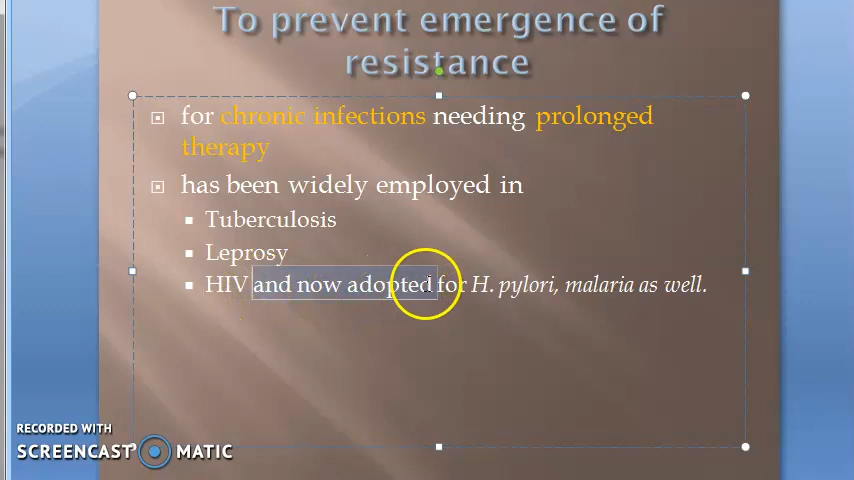 To prevent emergence of
resistance
for chronic infections needing prolonged
therapy
has been widely employed in
Tuberculosis
Leprosy
HIV and now adopted for H. pylori, malaria as well.
RECORDED WITH
SCREENCAST MATIC